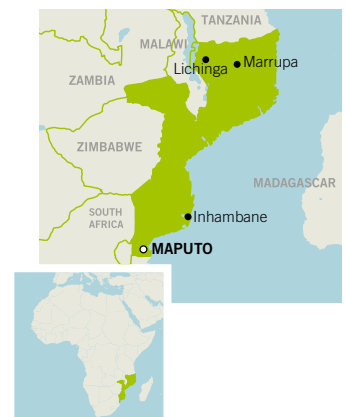 TANZANIA
MALAWI
Lichinga
Marrupa
ZAMBIA
ZIMBABWE
MADAGASCAR
SOUTH
AFRICA
Inhambane
MAPUTO